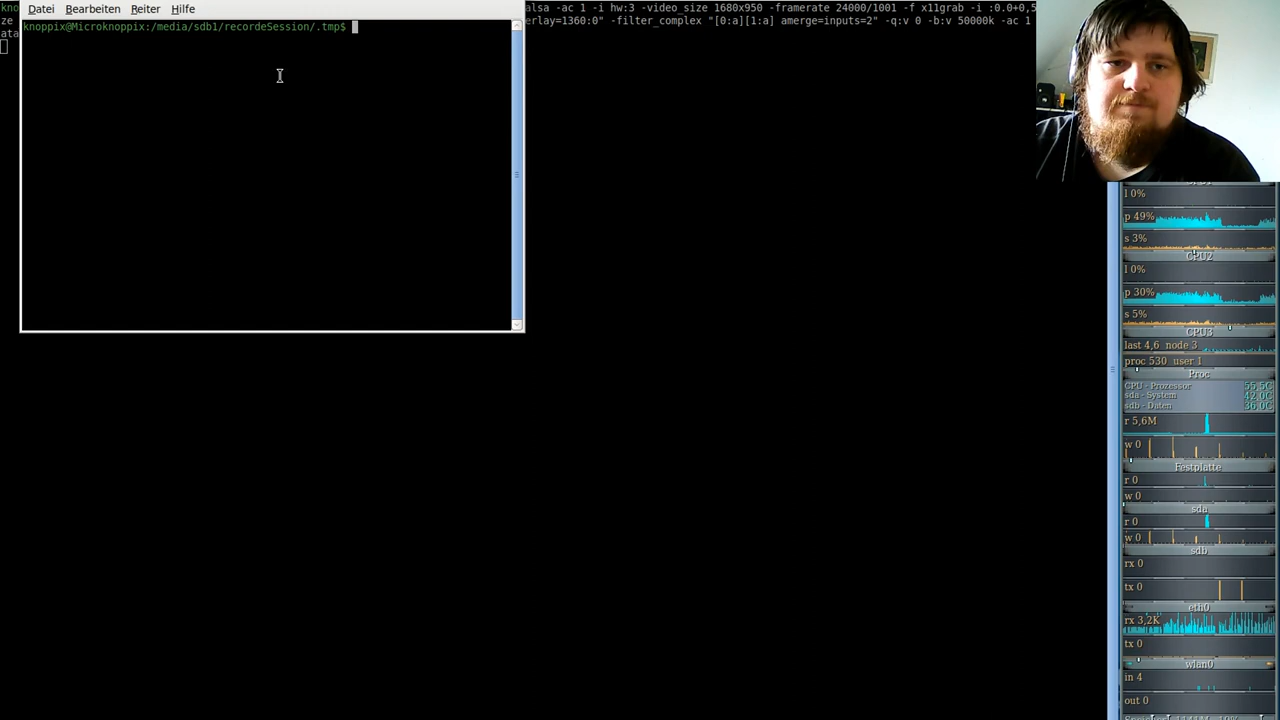 kno
alsa -ac 1 -i hw:3 -video_size 1680x950 -framerate 24000/1001 -f x11grab -i :0.0+0,5
ze
erlay=1360:0" -filter_complex "[0:a][1:a] amerge=inputs=2" -q:v 0 -b:v 50000k -ac 1
ata
Datei Bearbeiten Reiter Hilfe
knoppix@Microknoppix:/media/sdb1/recordeSession/.tmp$
l 0%
p 49%
s 3%
CPU2
l 0%
p 30%
s 5%
CPU3
last 4,6 node 3
proc 530 user 1
Proc
CPU - Prozessor 55,5C
sda - System 42,0C
sdb - Daten 36,0C
r 5,6M
w 0
Festplatte
r 0
w 0
sda
r 0
w 0
sdb
rx 0
tx 0
eth0
rx 3,2K
tx 0
wlan0
in 4
out 0